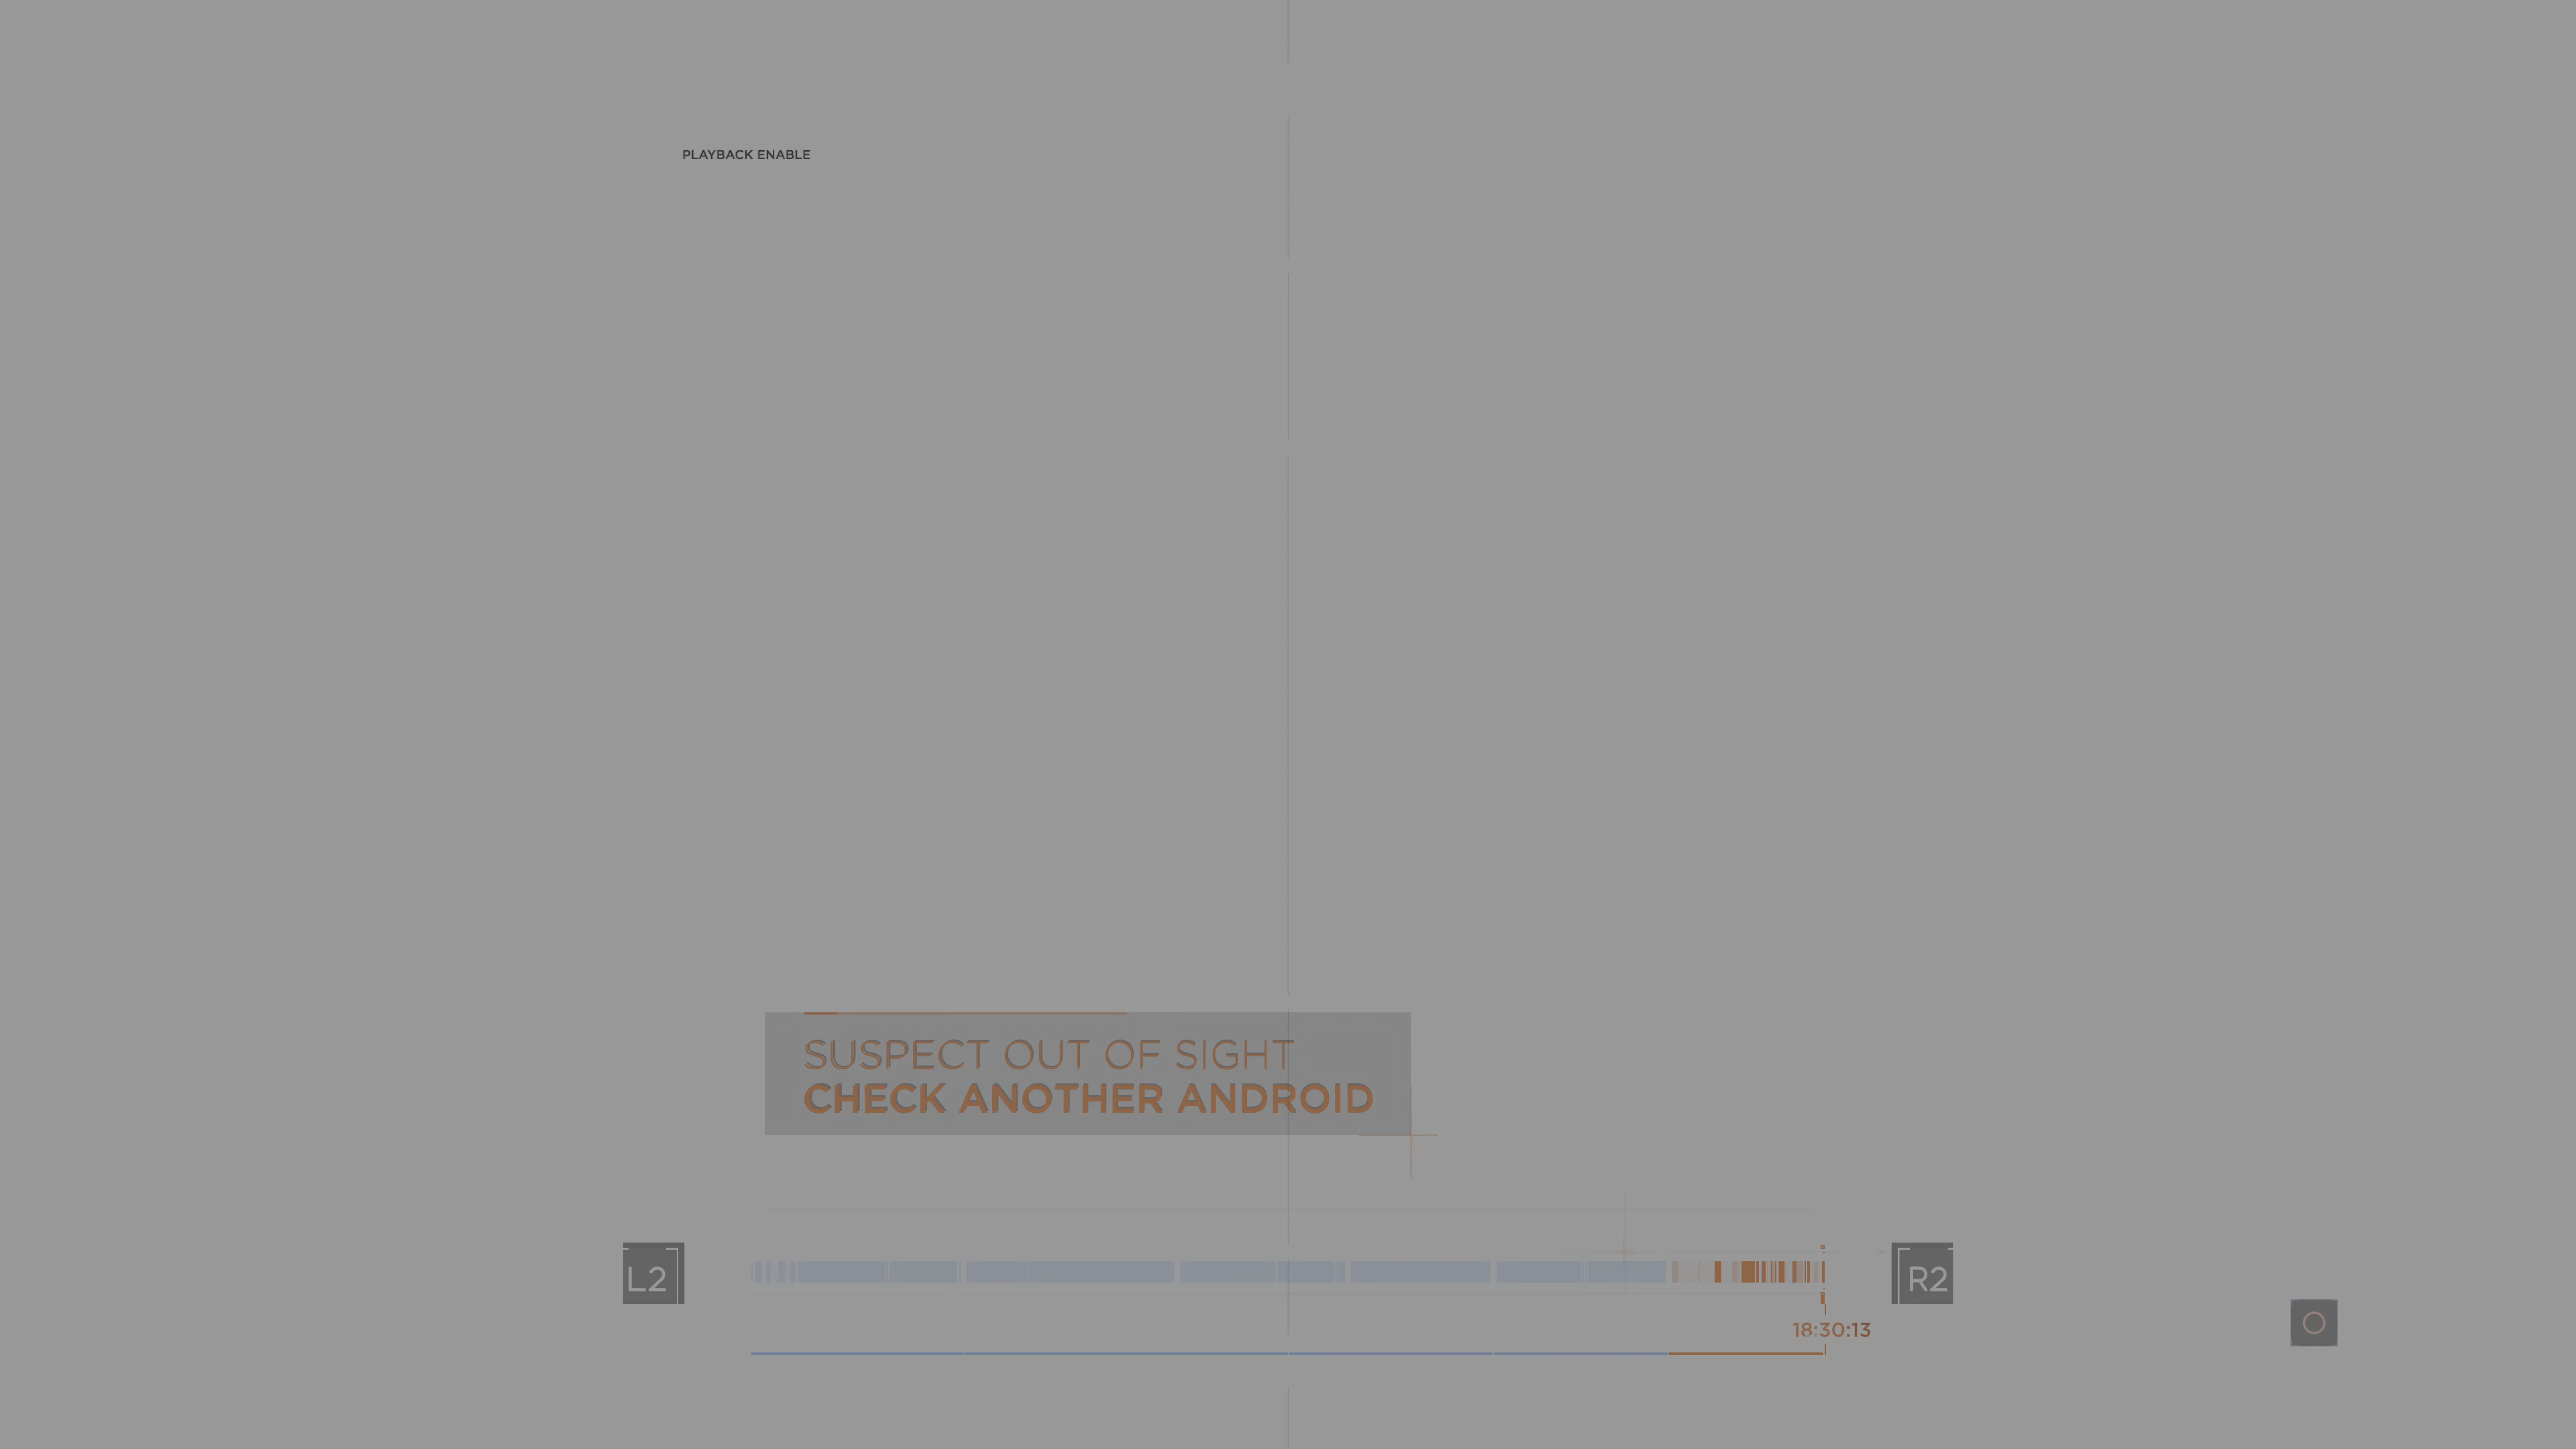 PLAYBACK ENABLE
SUSPECT OUT OF SIGHT
CHECK ANOTHER ANDROID
L2
R2
18:30:13